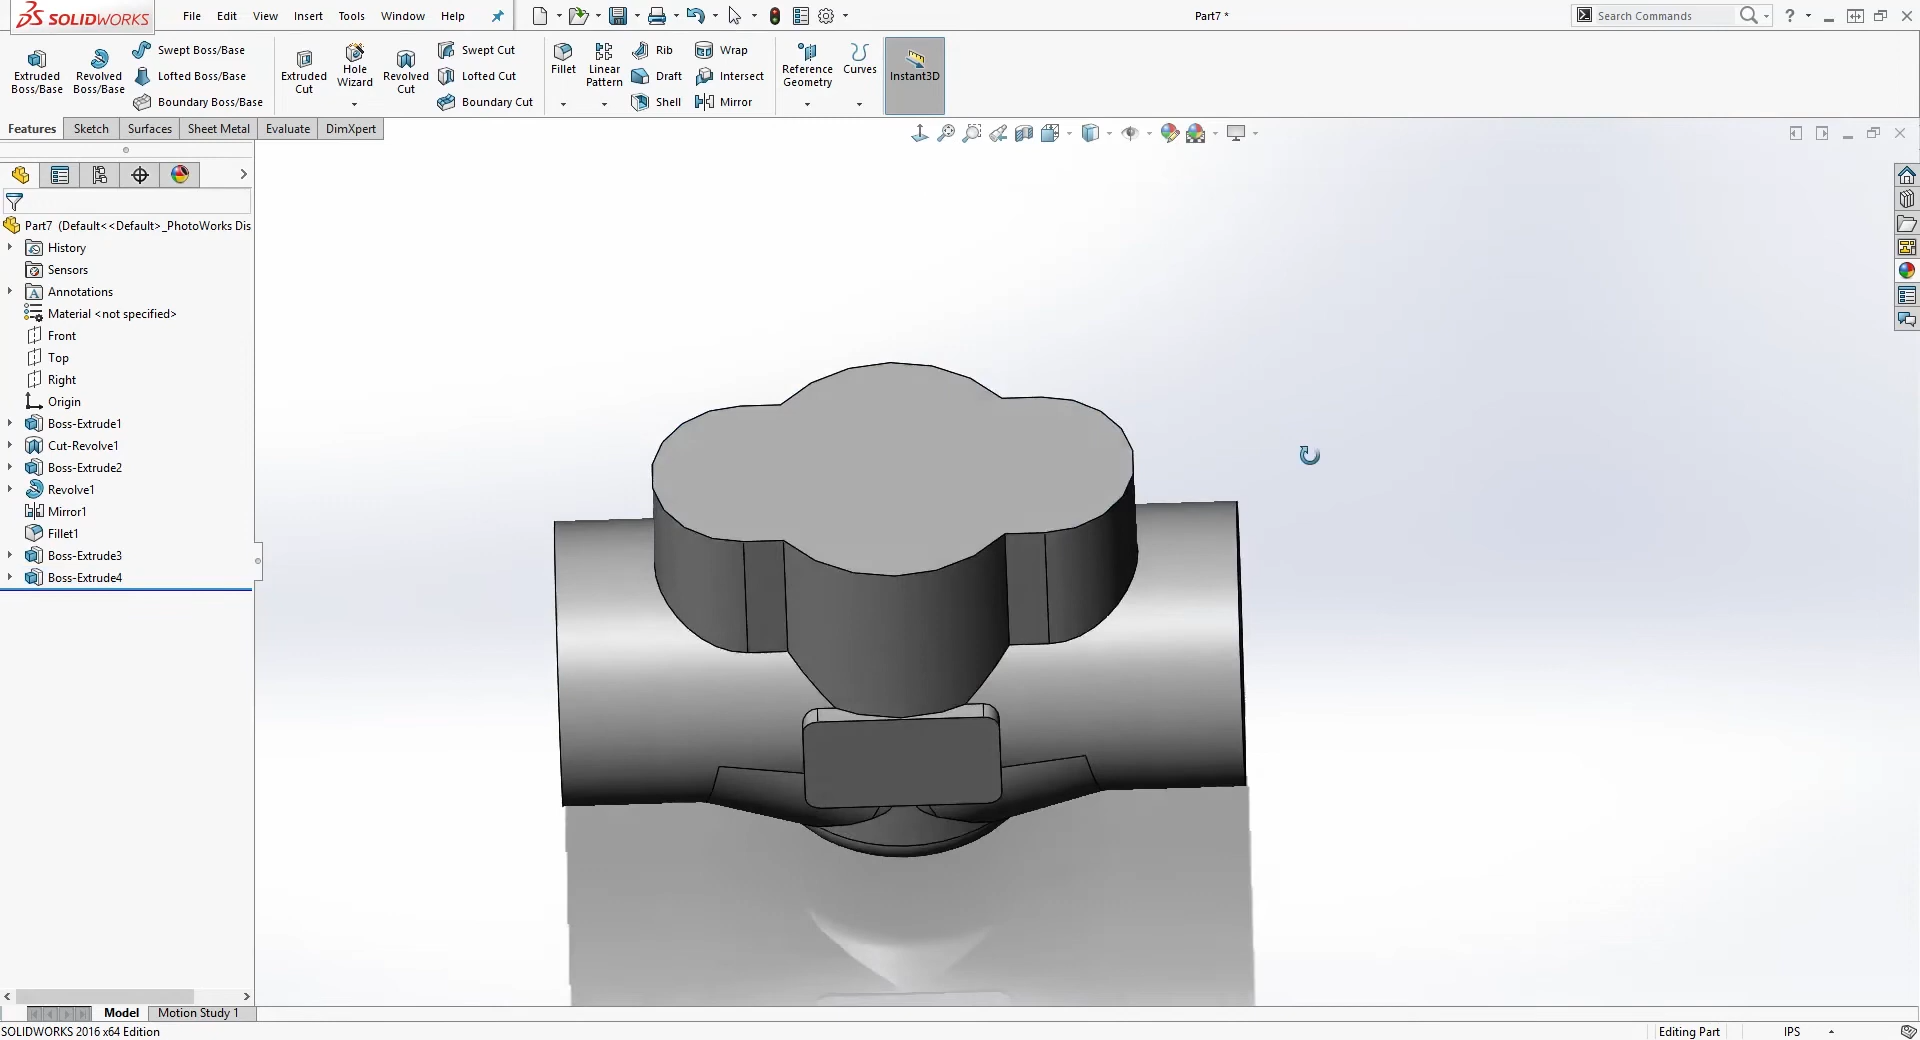 SOLIDWORKS File Edit View Insert Tools Window Help Part7 * Search Commands ?
Extruded Boss/Base
Revolved Boss/Base
Swept Boss/Base
Lofted Boss/Base
Boundary Boss/Base
Extruded Cut
Hole Wizard
Revolved Cut
Swept Cut
Lofted Cut
Boundary Cut
Fillet
Linear Pattern
Rib
Draft
Shell
Wrap
Intersect
Mirror
Reference Geometry
Curves
Instant3D
Features Sketch Surfaces Sheet Metal Evaluate DimXpert
Part7 (Default<<Default>_PhotoWorks Dis
History
Sensors
Annotations
Material <not specified>
Front
Top
Right
Origin
Boss-Extrude1
Cut-Revolve1
Boss-Extrude2
Revolve1
Mirror1
Fillet1
Boss-Extrude3
Boss-Extrude4
Model Motion Study 1
SOLIDWORKS 2016 x64 Edition Editing Part IPS